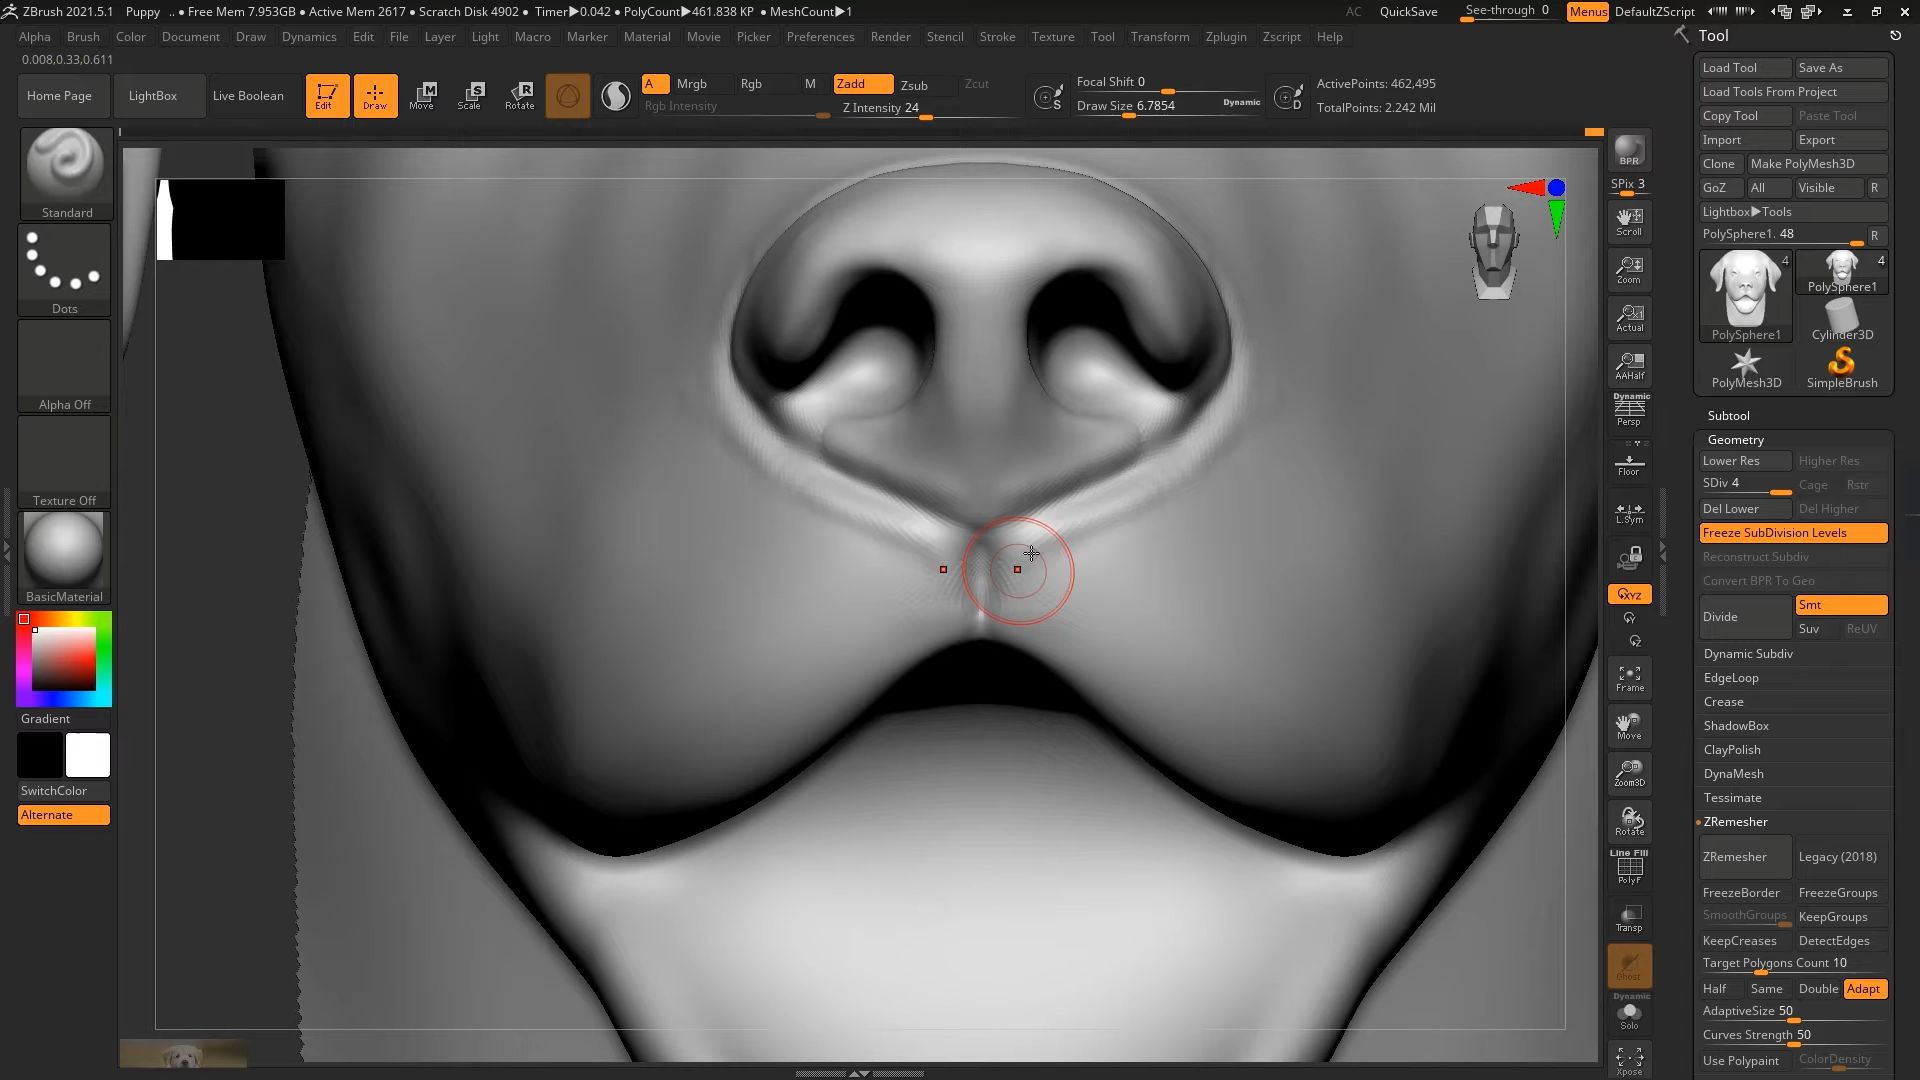 ZBrush 2021.5.1 Puppy .. • Free Mem 7.953GB • Active Mem 2617 • Scratch Disk 4902 • Timer▶0.042 • PolyCount▶461.838 KP • MeshCount▶1
AC QuickSave See-through 0 Menus DefaultZScript
Alpha Brush Color Document Draw Dynamics Edit File Layer Light Macro Marker Material Movie Picker Preferences Render Stencil Stroke Texture Tool Transform Zplugin Zscript Help
0.008,0.33,0.611
Home Page LightBox Live Boolean Edit Draw Move Scale Rotate
A Mrgb Rgb M Zadd Zsub Zcut
Rgb Intensity Z Intensity 24
Focal Shift 0
Draw Size 6.7854 Dynamic
S D
ActivePoints: 462,495
TotalPoints: 2.242 Mil
Standard
Dots
Alpha Off
Texture Off
BasicMaterial
Gradient
SwitchColor
Alternate
BPR
SPix 3
Scroll
Zoom
Actual
AAHalf
Dynamic
Persp
Floor
L.Sym
XYZ
Y
Z
Frame
Move
Zoom3D
Rotate
Line Fill
PolyF
Transp
Ghost
Dynamic
Solo
Xpose
Tool
Load Tool Save As
Load Tools From Project
Copy Tool Paste Tool
Import Export
Clone Make PolyMesh3D
GoZ All Visible R
Lightbox▶Tools
PolySphere1. 48 R
4 4
PolySphere1
PolySphere1 Cylinder3D
PolyMesh3D SimpleBrush
Subtool
Geometry
Lower Res Higher Res
SDiv 4 Cage Rstr
Del Lower Del Higher
Freeze SubDivision Levels
Reconstruct Subdiv
Convert BPR To Geo
Divide Smt
Suv ReUV
Dynamic Subdiv
EdgeLoop
Crease
ShadowBox
ClayPolish
DynaMesh
Tessimate
ZRemesher
ZRemesher Legacy (2018)
FreezeBorder FreezeGroups
SmoothGroups KeepGroups
KeepCreases DetectEdges
Target Polygons Count 10
Half Same Double Adapt
AdaptiveSize 50
Curves Strength 50
Use Polypaint ColorDensity